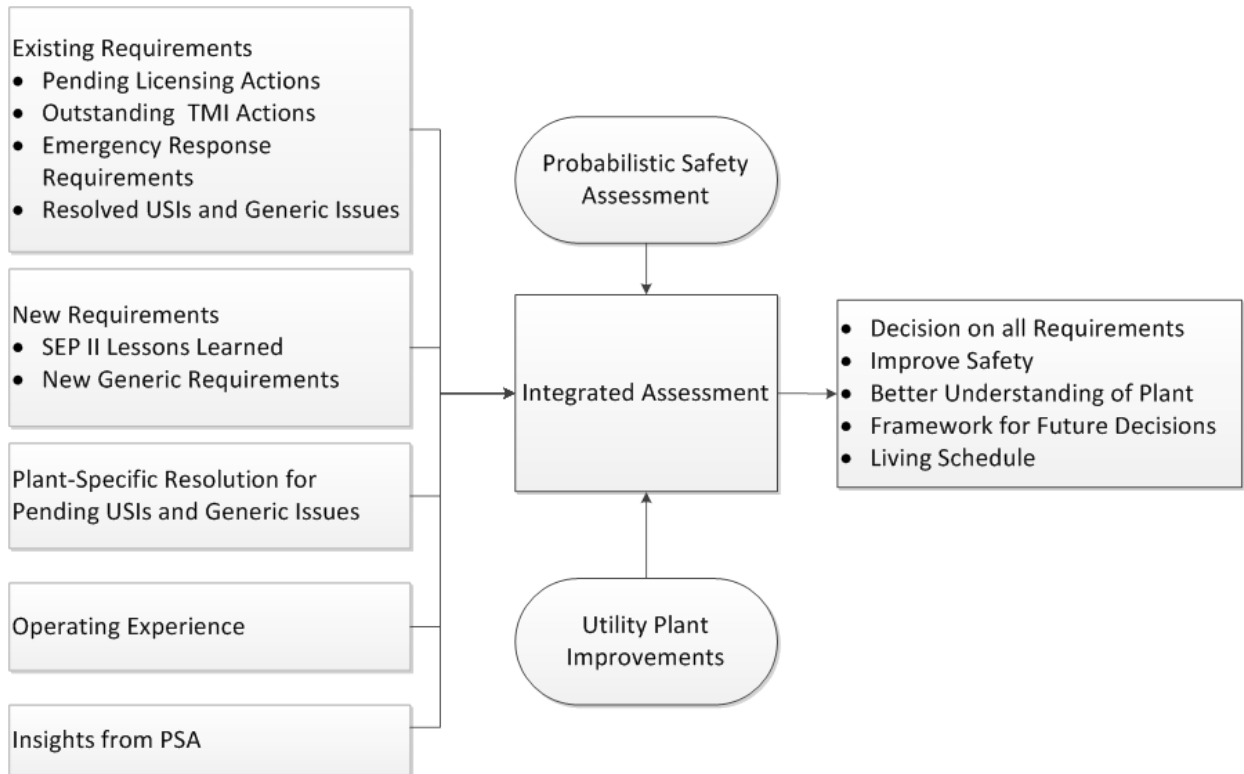 Existing Requirements
• Pending Licensing Actions
• Outstanding TMI Actions
• Emergency Response
Requirements
• Resolved USIs and Generic Issues
New Requirements
• SEP II Lessons Learned
• New Generic Requirements
Plant-Specific Resolution for
Pending USIs and Generic Issues
Operating Experience
Insights from PSA
Probabilistic Safety
Assessment
Integrated Assessment
Utility Plant
Improvements
• Decision on all Requirements
• Improve Safety
• Better Understanding of Plant
• Framework for Future Decisions
• Living Schedule